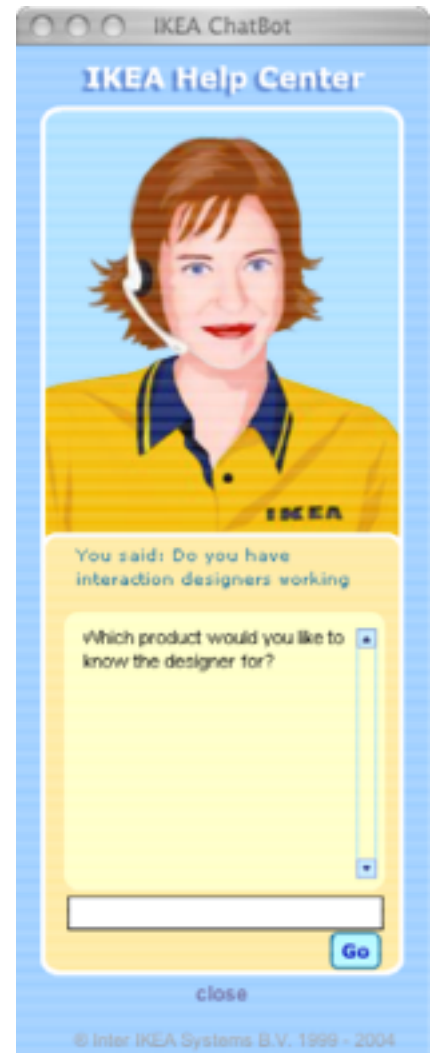 IKEA ChatBot
IKEA Help Center
IKEA
You said: Do you have
interaction designers working
Which product would you like to
know the designer for?
Go
close
© Inter IKEA Systems B.V. 1999 - 2004